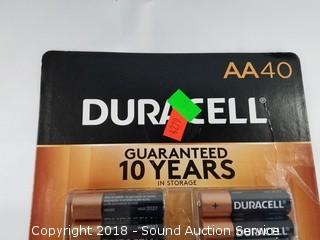 AA40
DURACELL
GUARANTEED
10 YEARS
IN STORAGE
+ DURACELL
Copyright 2018 - Sound Auction Service